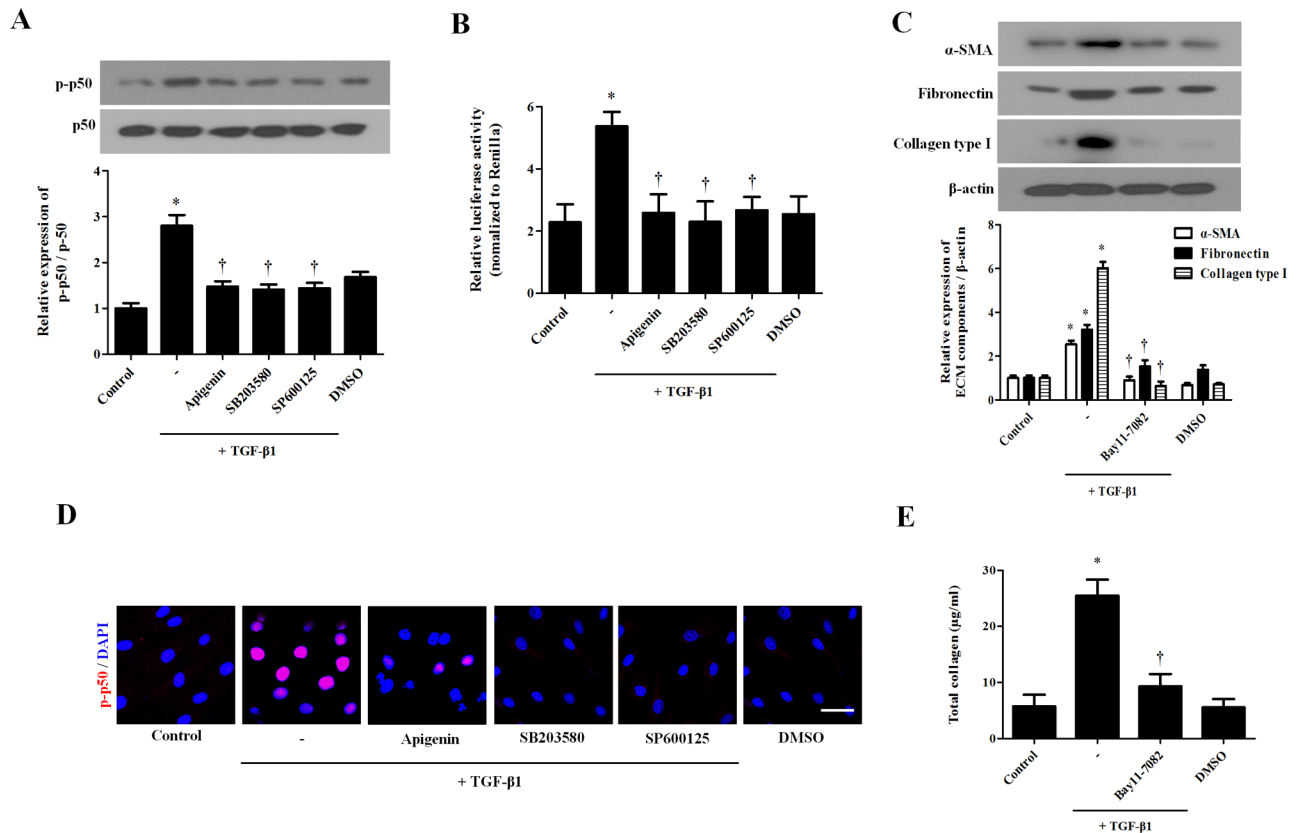 A
p-p50
p50
Relative expression of
p-p50 / p-50
4
3
2
1
0
*
†
†
†
Control
-
Apigenin
SB203580
SP600125
DMSO
+ TGF-β1
B
Relative luciferase activity
(nomalized to Renilla)
6
4
2
0
*
†
†
†
Control
-
Apigenin
SB203580
SP600125
DMSO
+ TGF-β1
C
α-SMA
Fibronectin
Collagen type I
β-actin
Relative expression of
ECM components / β-actin
8
6
4
2
0
α-SMA
Fibronectin
Collagen type I
*
*
*
†
†
†
Control
-
Bay11-7082
DMSO
+ TGF-β1
D
p-p50 / DAPI
Control
-
Apigenin
SB203580
SP600125
DMSO
+ TGF-β1
E
Total collagen (µg/ml)
30
20
10
0
*
†
Control
-
Bay11-7082
DMSO
+ TGF-β1